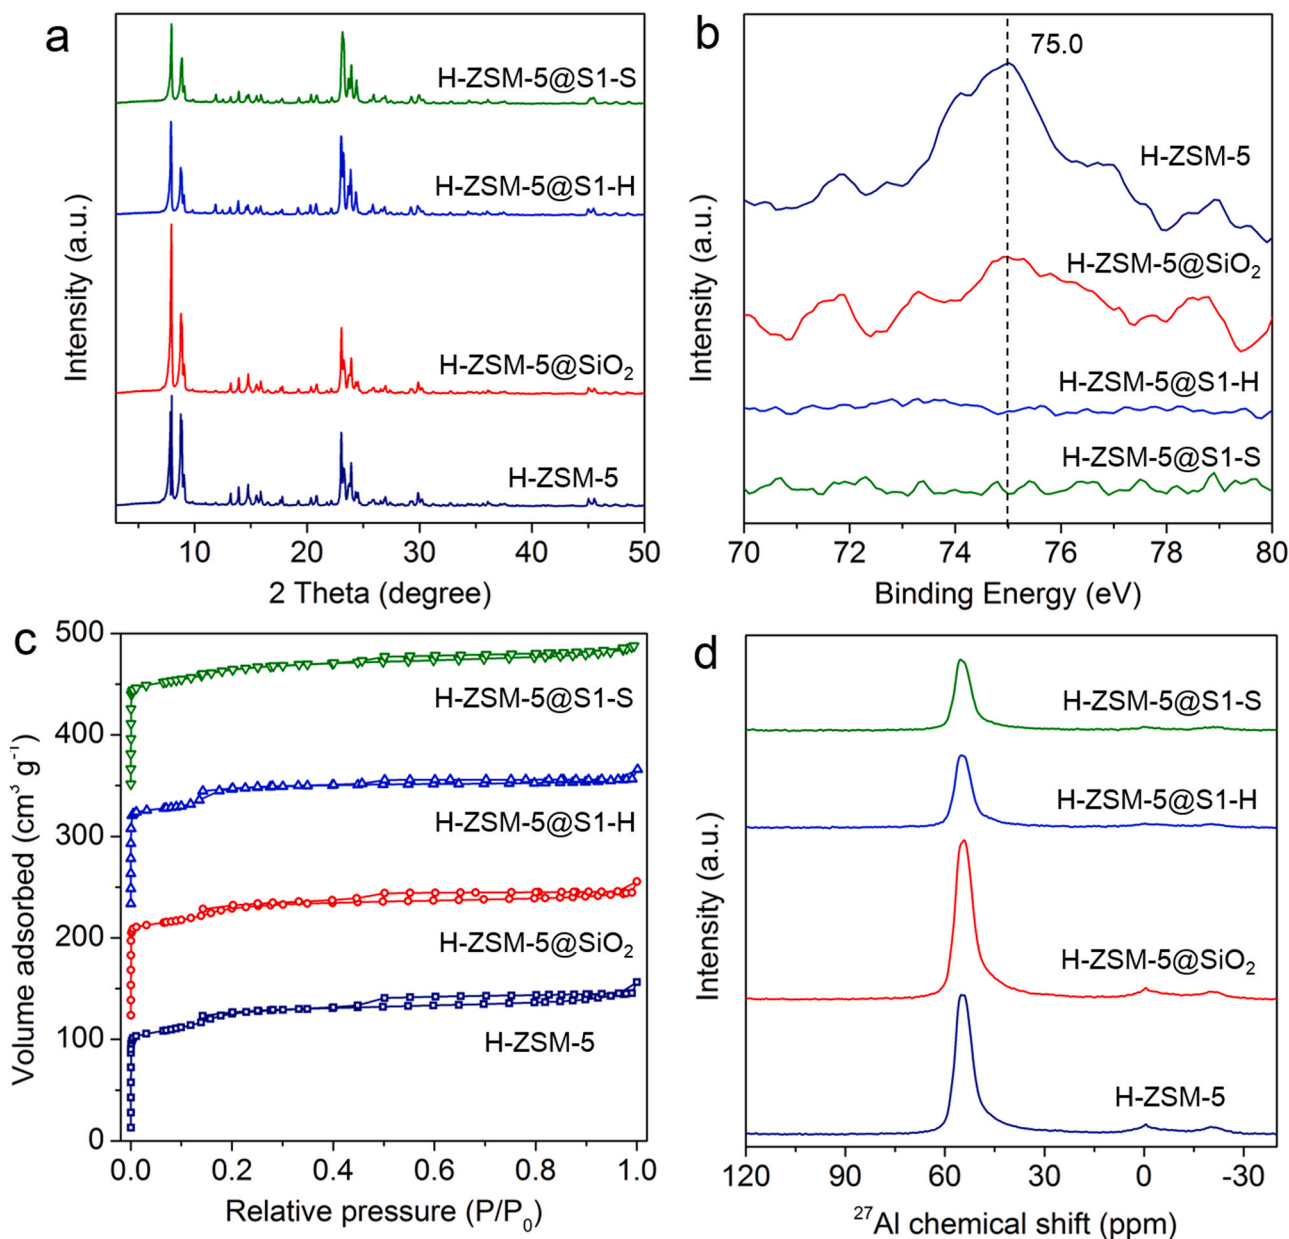 a
H-ZSM-5@S1-S
H-ZSM-5@S1-H
H-ZSM-5@SiO₂
H-ZSM-5
Intensity (a.u.)
10 20 30 40 50
2 Theta (degree)
b
75.0
H-ZSM-5
H-ZSM-5@SiO₂
H-ZSM-5@S1-H
H-ZSM-5@S1-S
Intensity (a.u.)
70 72 74 76 78 80
Binding Energy (eV)
c
500
400
300
200
100
0
Volume adsorbed (cm³ g⁻¹)
H-ZSM-5@S1-S
H-ZSM-5@S1-H
H-ZSM-5@SiO₂
H-ZSM-5
0.0 0.2 0.4 0.6 0.8 1.0
Relative pressure (P/P₀)
d
H-ZSM-5@S1-S
H-ZSM-5@S1-H
H-ZSM-5@SiO₂
H-ZSM-5
Intensity (a.u.)
120 90 60 30 0 -30
²⁷Al chemical shift (ppm)